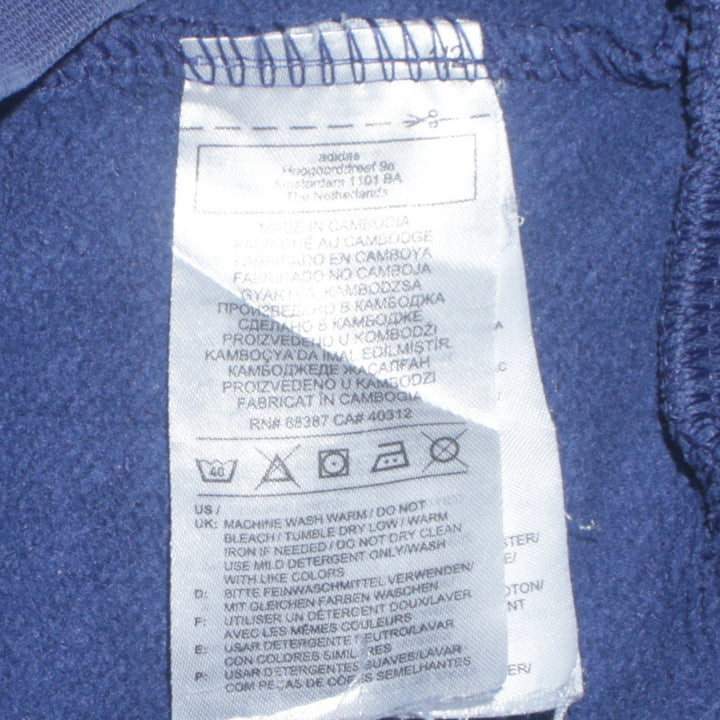 1/2
adidas
Hoogoorddreef 9a
Amsterdam 1101 BA
The Netherlands
MADE IN CAMBODIA
FABRIQUÉ AU CAMBODGE
FABRICADO EN CAMBOYA
FABRICADO NO CAMBOJA
GYÁRTVA KAMBODZSA
ПРОИЗВЕДЕНО В КАМБОДЖА
СДЕЛАНО В КАМБОДЖЕ
PROIZVEDENO U KOMBODŽI
KAMBOÇYA'DA IMAL EDİLMİŞTİR.
КАМБОДЖЕДЕ ЖАСАЛҒАН
PROIZVEDENO U KAMBODZI
FABRICAT ÎN CAMBOGIA
RN# 68387 CA# 40312
40
US /
UK: MACHINE WASH WARM / DO NOT
BLEACH / TUMBLE DRY LOW / WARM
IRON IF NEEDED / DO NOT DRY CLEAN
USE MILD DETERGENT ONLY/WASH
WITH LIKE COLORS
D: BITTE FEINWASCHMITTEL VERWENDEN/
MIT GLEICHEN FARBEN WASCHEN
F: UTILISER UN DÉTERGENT DOUX/LAVER
AVEC LES MÊMES COULEURS
E: USAR DETERGENTE NEUTRO/LAVAR
CON COLORES SIMILARES
P: USAR DETERGENTES SUAVES/LAVAR
COM PEÇAS DE CORES SEMELHANTES